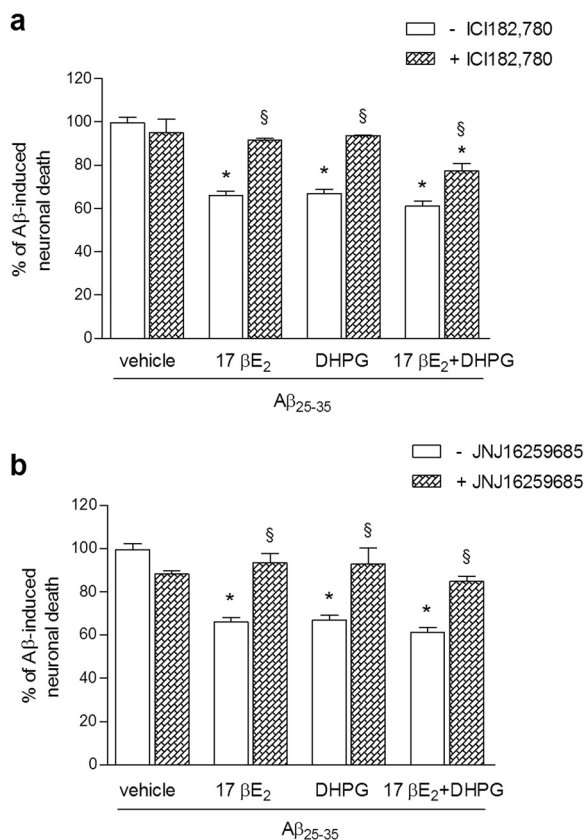 a
- ICI182,780
+ ICI182,780
% of Aβ-induced
neuronal death
120
100
80
60
40
20
0
* § * § * § *
vehicle 17 βE₂ DHPG 17 βE₂+DHPG
Aβ₂₅₋₃₅
b
- JNJ16259685
+ JNJ16259685
% of Aβ-induced
neuronal death
120
100
80
60
40
20
0
* § * § * §
vehicle 17 βE₂ DHPG 17 βE₂+DHPG
Aβ₂₅₋₃₅